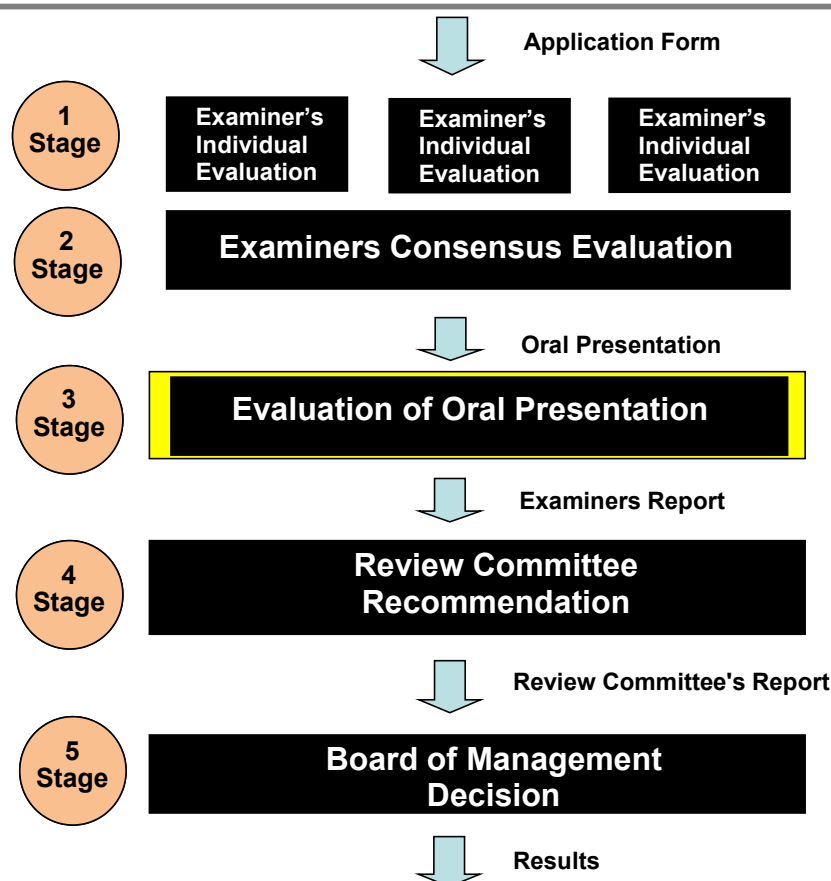 Application Form
1
Stage
Examiner's
Individual
Evaluation
Examiner's
Individual
Evaluation
Examiner's
Individual
Evaluation
2
Stage
Examiners Consensus Evaluation
Oral Presentation
3
Stage
Evaluation of Oral Presentation
Examiners Report
4
Stage
Review Committee
Recommendation
Review Committee's Report
5
Stage
Board of Management
Decision
Results